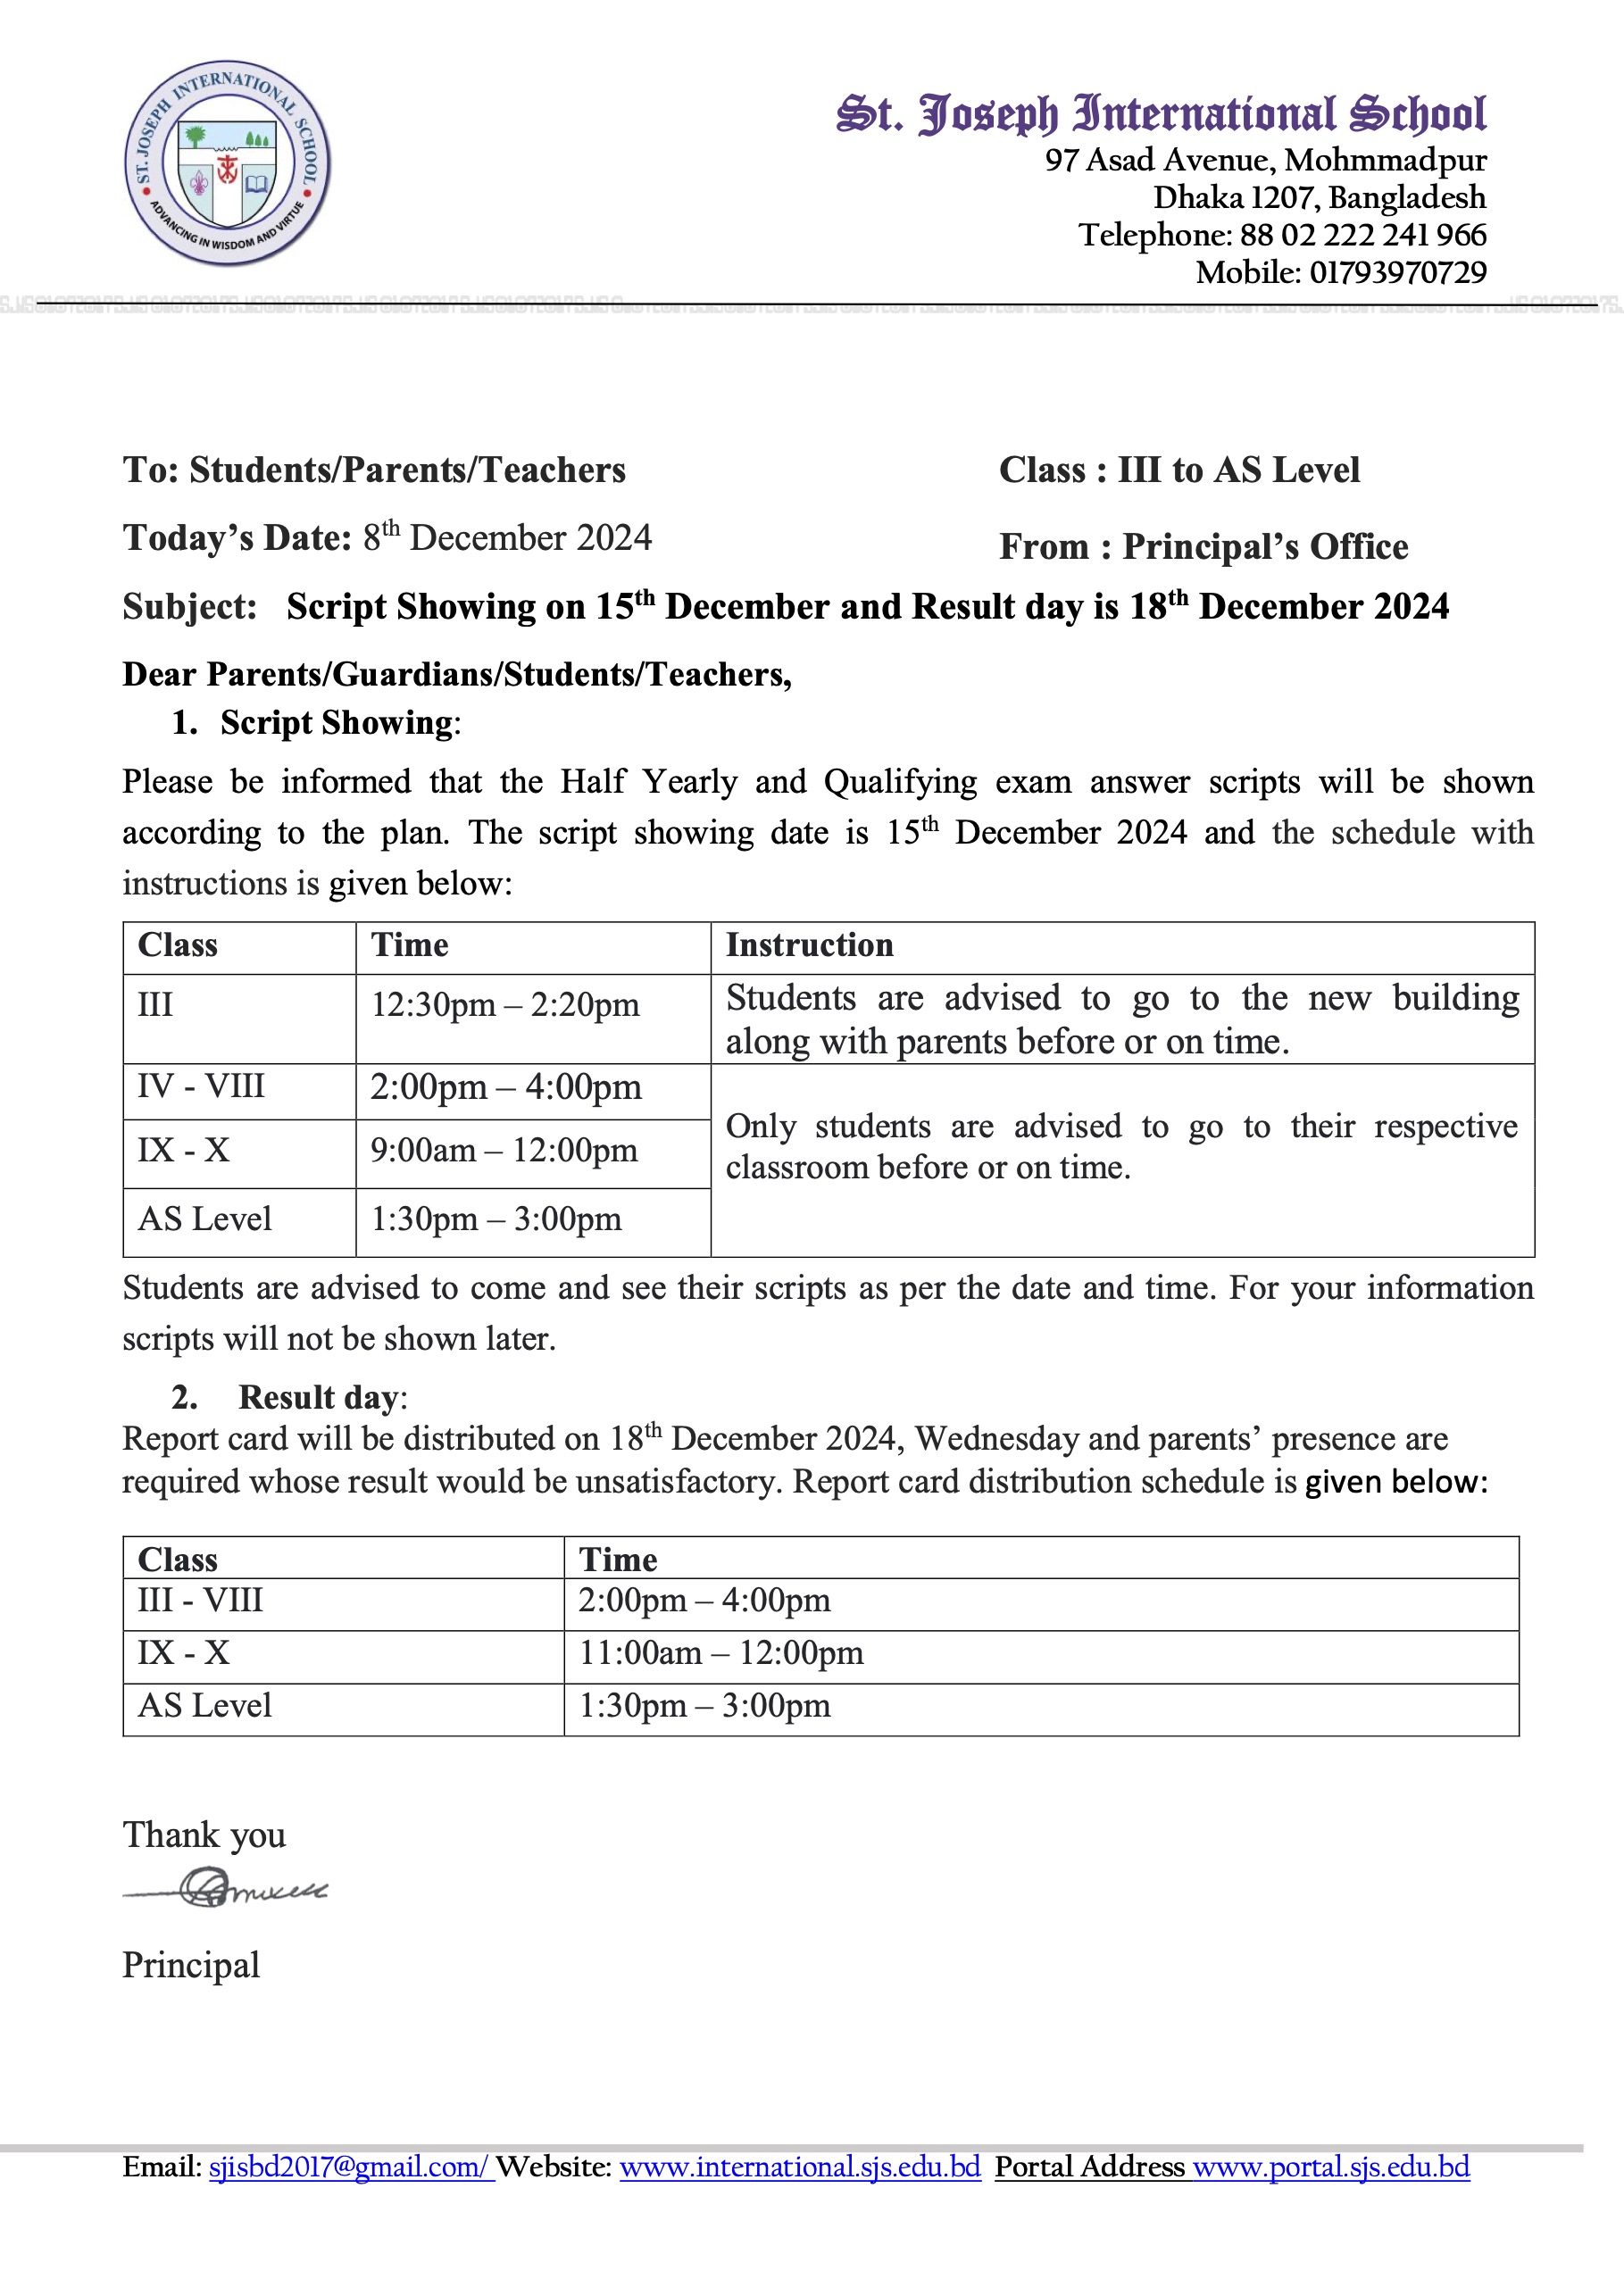 ST. JOSEPH INTERNATIONAL SCHOOL
ADVANCING IN WISDOM AND VIRTUE
St. Joseph International School
97 Asad Avenue, Mohmmadpur
Dhaka 1207, Bangladesh
Telephone: 88 02 222 241 966
Mobile: 01793970729
To: Students/Parents/Teachers Class : III to AS Level
Today’s Date: 8th December 2024 From : Principal’s Office
Subject: Script Showing on 15th December and Result day is 18th December 2024
Dear Parents/Guardians/Students/Teachers,
1. Script Showing:
Please be informed that the Half Yearly and Qualifying exam answer scripts will be shown
according to the plan. The script showing date is 15th December 2024 and the schedule with
instructions is given below:
Class Time Instruction
III 12:30pm – 2:20pm Students are advised to go to the new building
along with parents before or on time.
IV - VIII 2:00pm – 4:00pm
IX - X 9:00am – 12:00pm Only students are advised to go to their respective
classroom before or on time.
AS Level 1:30pm – 3:00pm
Students are advised to come and see their scripts as per the date and time. For your information
scripts will not be shown later.
2. Result day:
Report card will be distributed on 18th December 2024, Wednesday and parents’ presence are
required whose result would be unsatisfactory. Report card distribution schedule is given below:
Class Time
III - VIII 2:00pm – 4:00pm
IX - X 11:00am – 12:00pm
AS Level 1:30pm – 3:00pm
Thank you
Principal
Email: sjisbd2017@gmail.com/ Website: www.international.sjs.edu.bd Portal Address www.portal.sjs.edu.bd